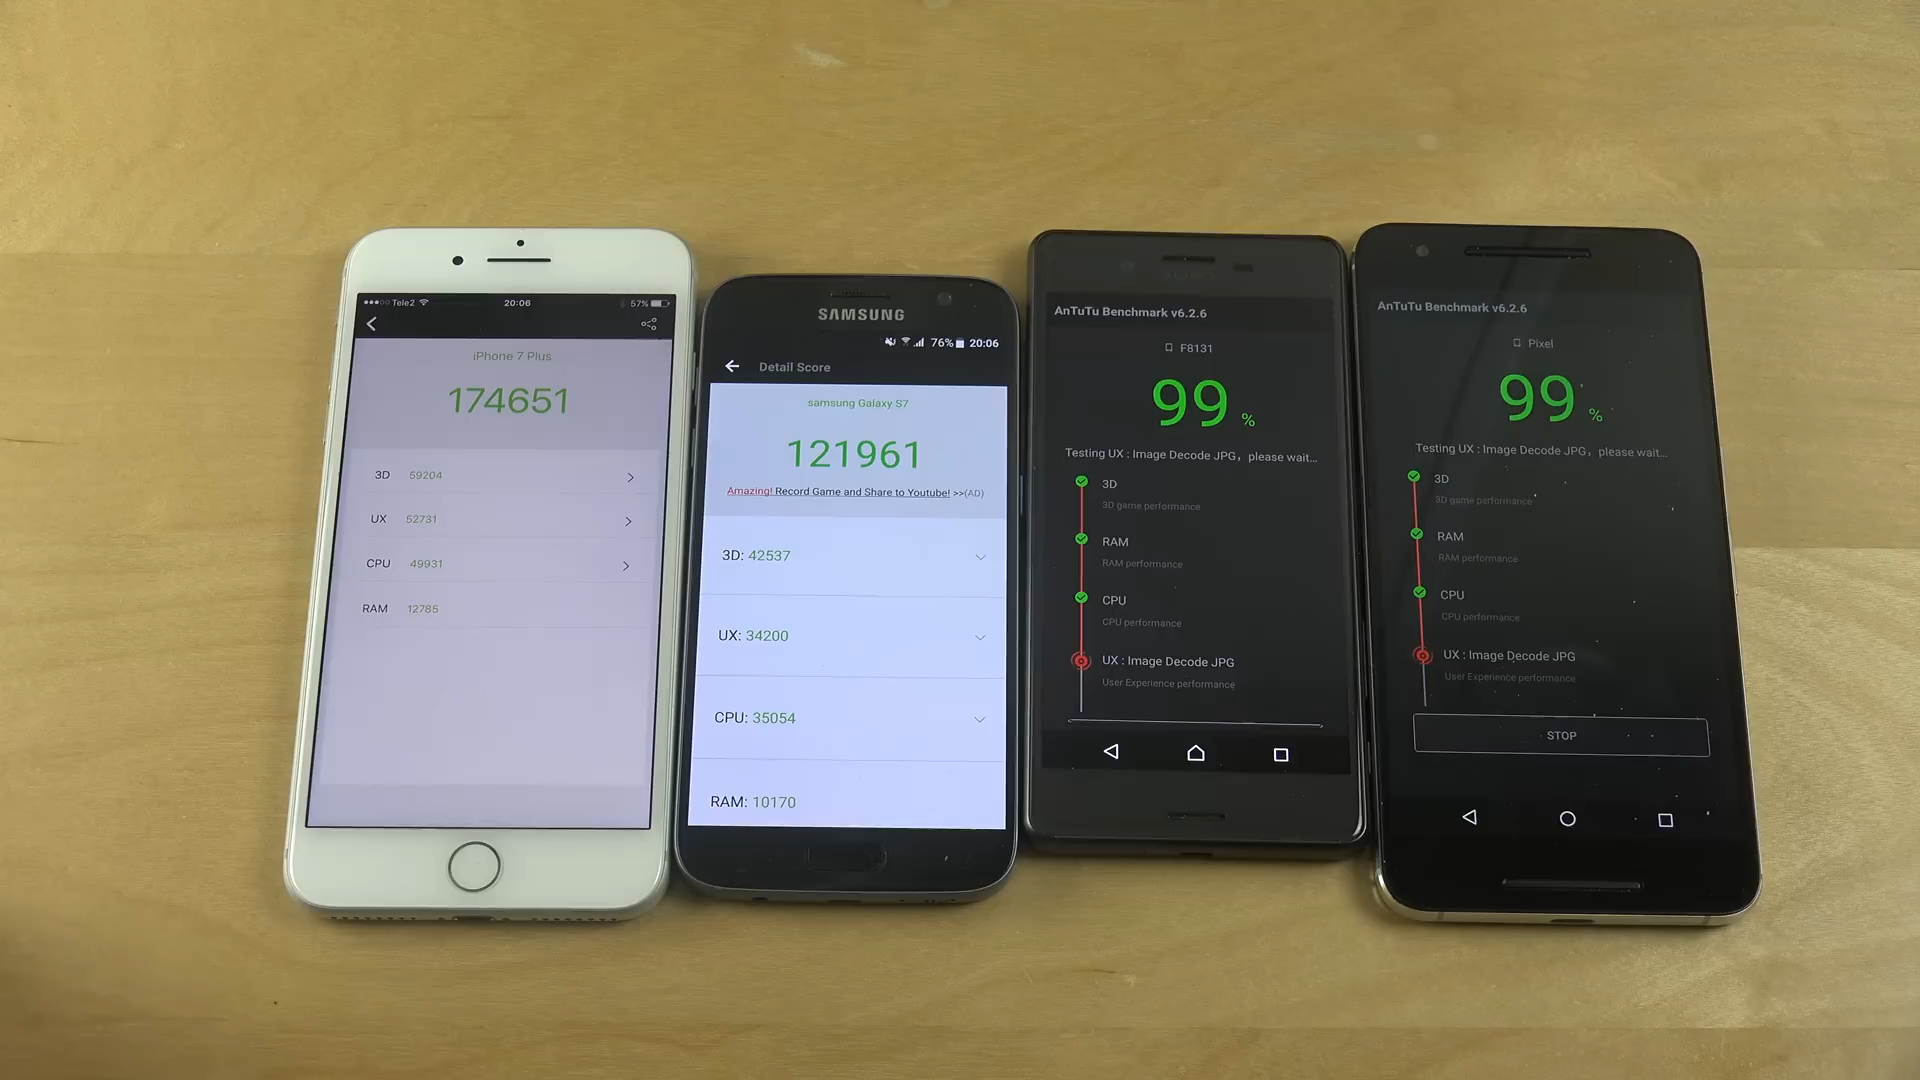 Tele2
20:06
57%
iPhone 7 Plus
174651
3D 59204
UX 52731
CPU 49931
RAM 12785
SAMSUNG
76% 20:06
Detail Score
samsung Galaxy S7
121961
Amazing! Record Game and Share to Youtube! >>(AD)
3D: 42537
UX: 34200
CPU: 35054
RAM: 10170
SONY
AnTuTu Benchmark v6.2.6
F8131
99 %
Testing UX : Image Decode JPG, please wait...
3D
3D game performance
RAM
RAM performance
CPU
CPU performance
UX : Image Decode JPG
User Experience performance
AnTuTu Benchmark v6.2.6
Pixel
99 %
Testing UX : Image Decode JPG, please wait...
3D
3D game performance
RAM
RAM performance
CPU
CPU performance
UX : Image Decode JPG
User Experience performance
STOP